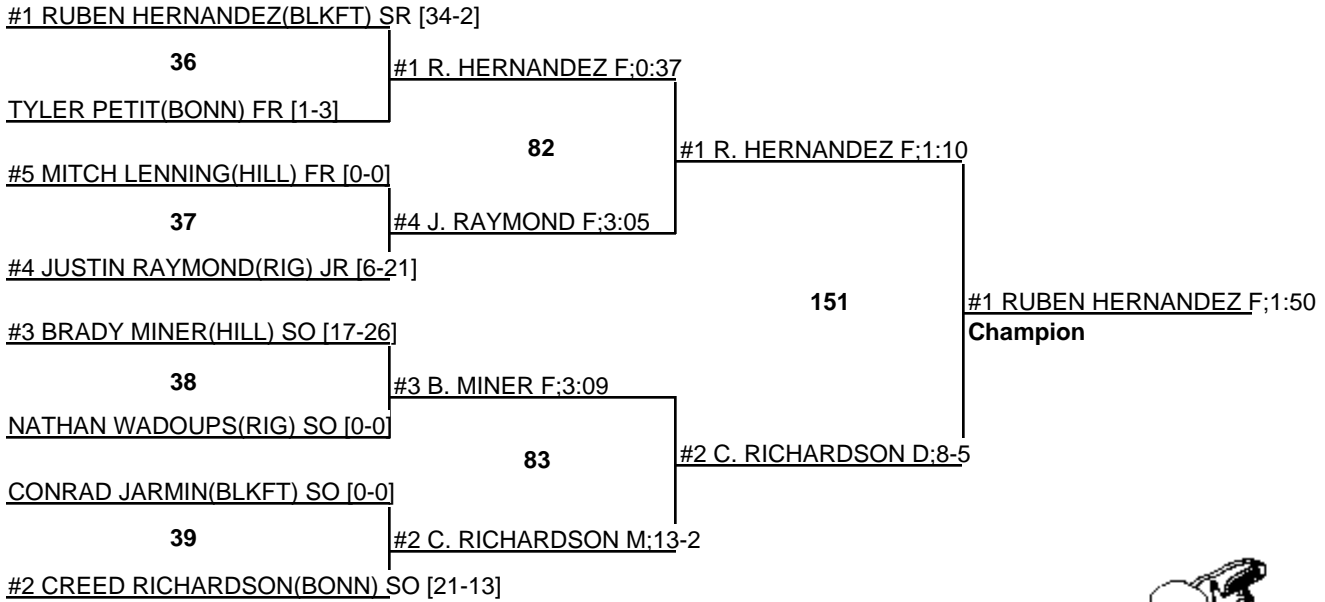 #1 RUBEN HERNANDEZ(BLKFT) SR [34-2]
36
#1 R. HERNANDEZ F;0:37
TYLER PETIT(BONN) FR [1-3]
82
#1 R. HERNANDEZ F;1:10
#5 MITCH LENNING(HILL) FR [0-0]
37
#4 J. RAYMOND F;3:05
#4 JUSTIN RAYMOND(RIG) JR [6-21]
151
#1 RUBEN HERNANDEZ F;1:50
Champion
#3 BRADY MINER(HILL) SO [17-26]
38
#3 B. MINER F;3:09
NATHAN WADOUPS(RIG) SO [0-0]
83
#2 C. RICHARDSON D;8-5
CONRAD JARMIN(BLKFT) SO [0-0]
39
#2 C. RICHARDSON M;13-2
#2 CREED RICHARDSON(BONN) SO [21-13]